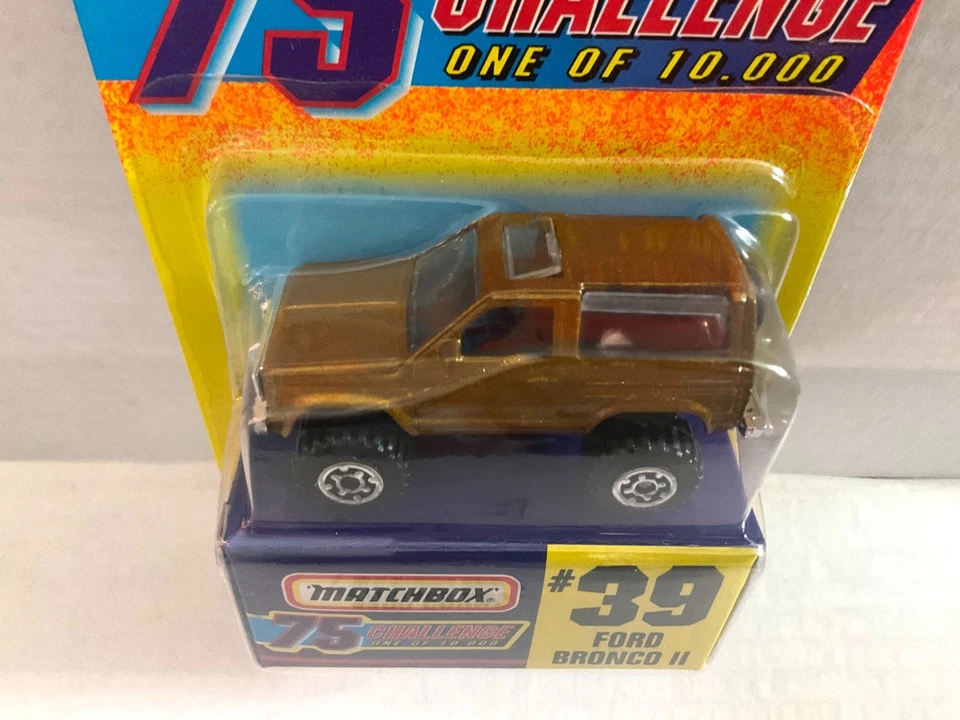 75 CHALLENGE
ONE OF 10.000
MATCHBOX®
75 CHALLENGE
ONE OF 10.000
#39
FORD
BRONCO II